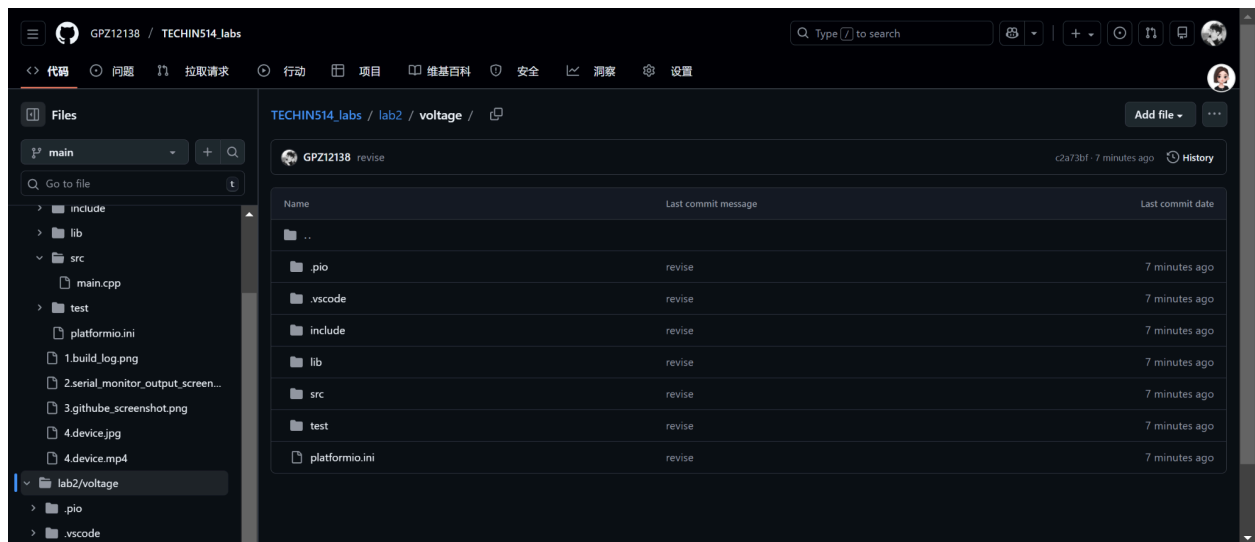 GPZ12138 / TECHIN514_labs
Type / to search
代码 问题 拉取请求 行动 项目 维基百科 安全 洞察 设置
Files
main
Go to file t
include
lib
src
main.cpp
test
platformio.ini
1.build_log.png
2.serial_monitor_output_screen...
3.githube_screenshot.png
4.device.jpg
4.device.mp4
lab2/voltage
.pio
.vscode
TECHIN514_labs / lab2 / voltage /
Add file
GPZ12138 revise
c2a73bf · 7 minutes ago History
Name Last commit message Last commit date
..
.pio revise 7 minutes ago
.vscode revise 7 minutes ago
include revise 7 minutes ago
lib revise 7 minutes ago
src revise 7 minutes ago
test revise 7 minutes ago
platformio.ini revise 7 minutes ago